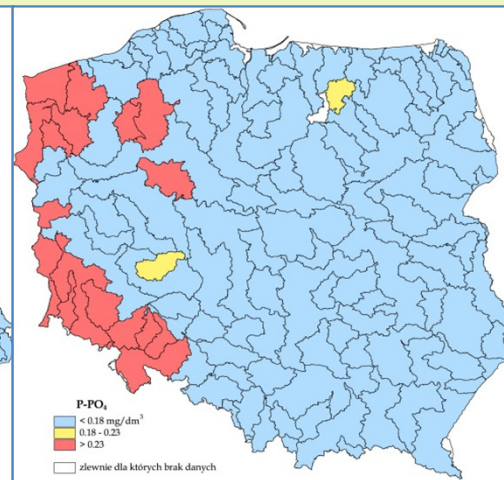 P-PO₄
< 0.18 mg/dm³
0.18 - 0.23
> 0.23
zlewnie dla których brak danych